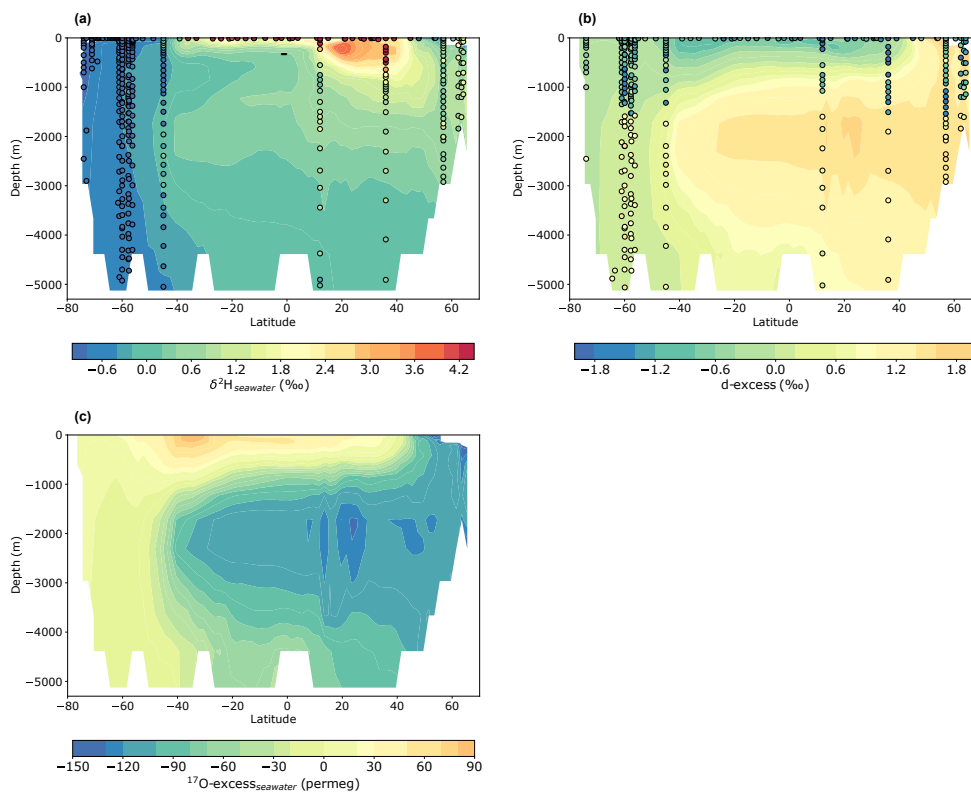 (a)
0
−1000
−2000
−3000
−4000
−5000
Depth (m)
−80 −60 −40 −20 0 20 40 60
Latitude
−0.6 0.0 0.6 1.2 1.8 2.4 3.0 3.6 4.2
δ²H_seawater (‰)
(b)
0
−1000
−2000
−3000
−4000
−5000
Depth (m)
−80 −60 −40 −20 0 20 40 60
Latitude
−1.8 −1.2 −0.6 0.0 0.6 1.2 1.8
d-excess (‰)
(c)
0
−1000
−2000
−3000
−4000
−5000
Depth (m)
−80 −60 −40 −20 0 20 40 60
Latitude
−150 −120 −90 −60 −30 0 30 60 90
¹⁷O-excess_seawater (permeg)